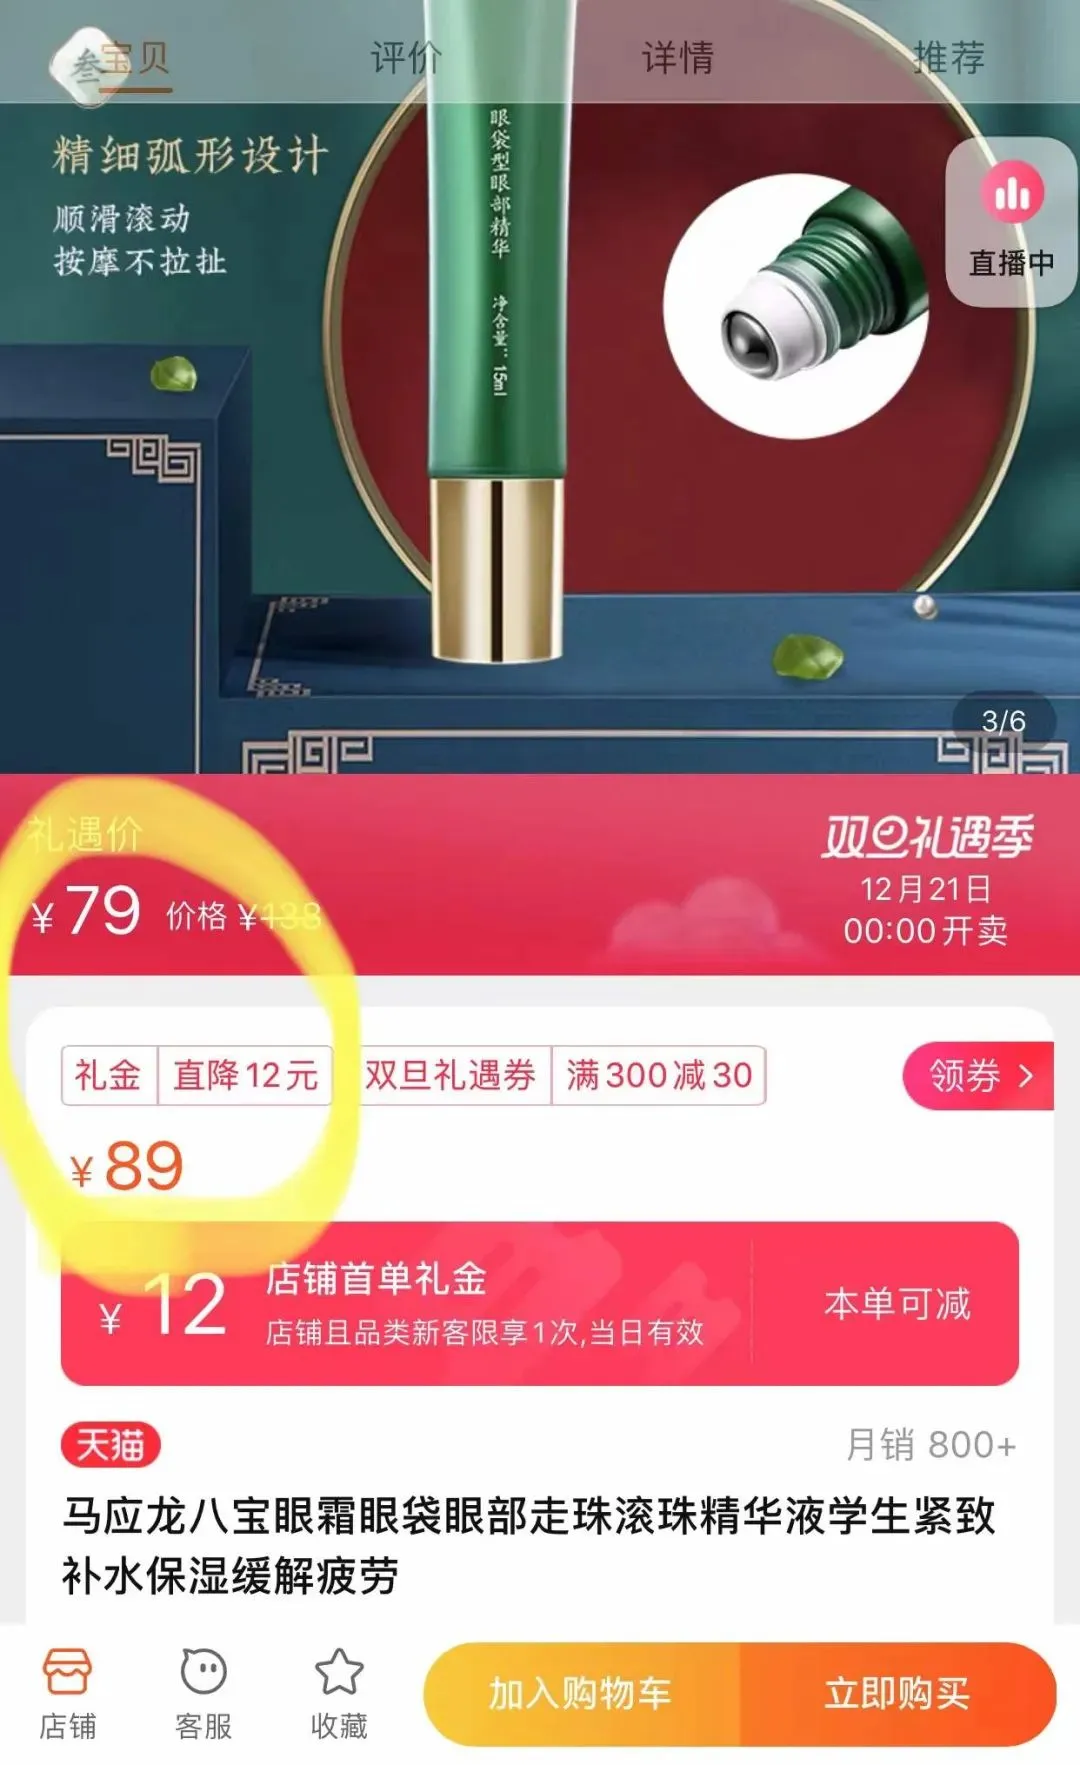 叁
宝贝 评价 详情 推荐
精细弧形设计
顺滑滚动
按摩不拉扯
眼袋型眼部精华
净含量:15ml
直播中
3/6
礼遇价
¥79 价格 ¥138
双旦礼遇季
12月21日
00:00开卖
礼金 直降12元 双旦礼遇券 满300减30
领券 >
¥89
¥12 店铺首单礼金
店铺且品类新客限享1次,当日有效
本单可减
天猫
月销 800+
马应龙八宝眼霜眼袋眼部走珠滚珠精华液学生紧致
补水保湿缓解疲劳
店铺 客服 收藏 加入购物车 立即购买